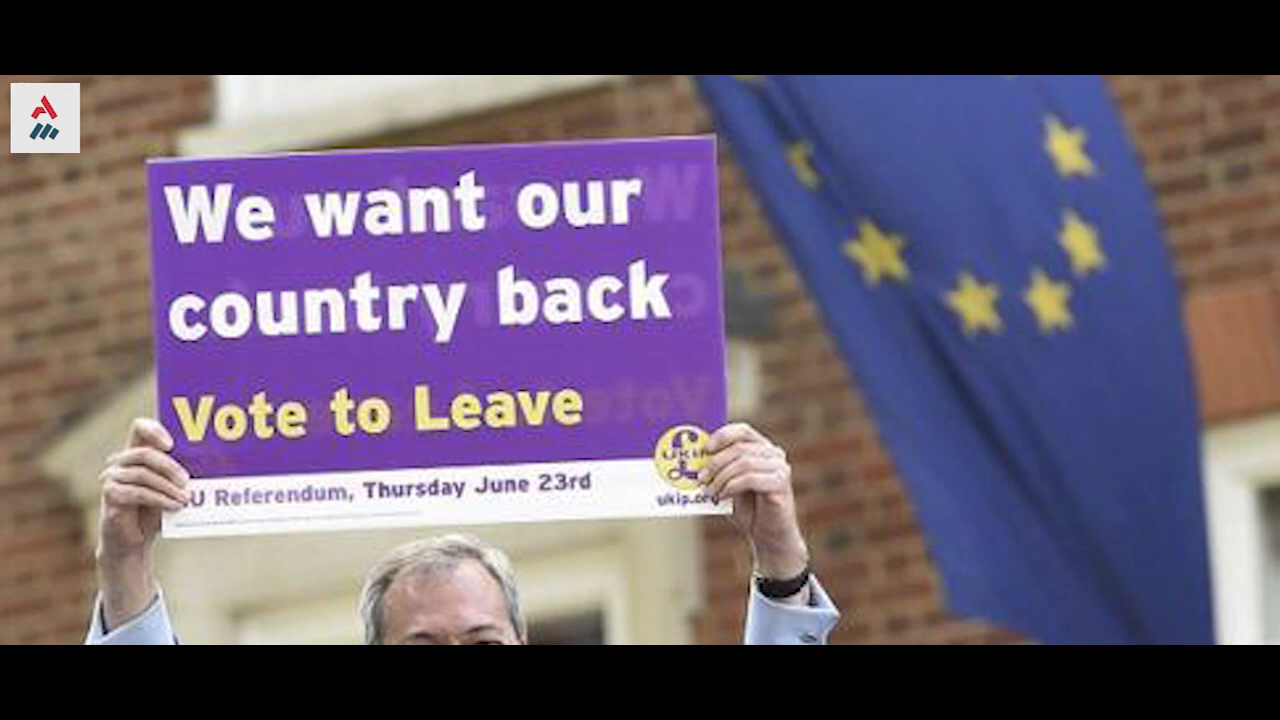 We want our
country back
Vote to Leave
U Referendum, Thursday June 23rd
UKIP
ukip.org